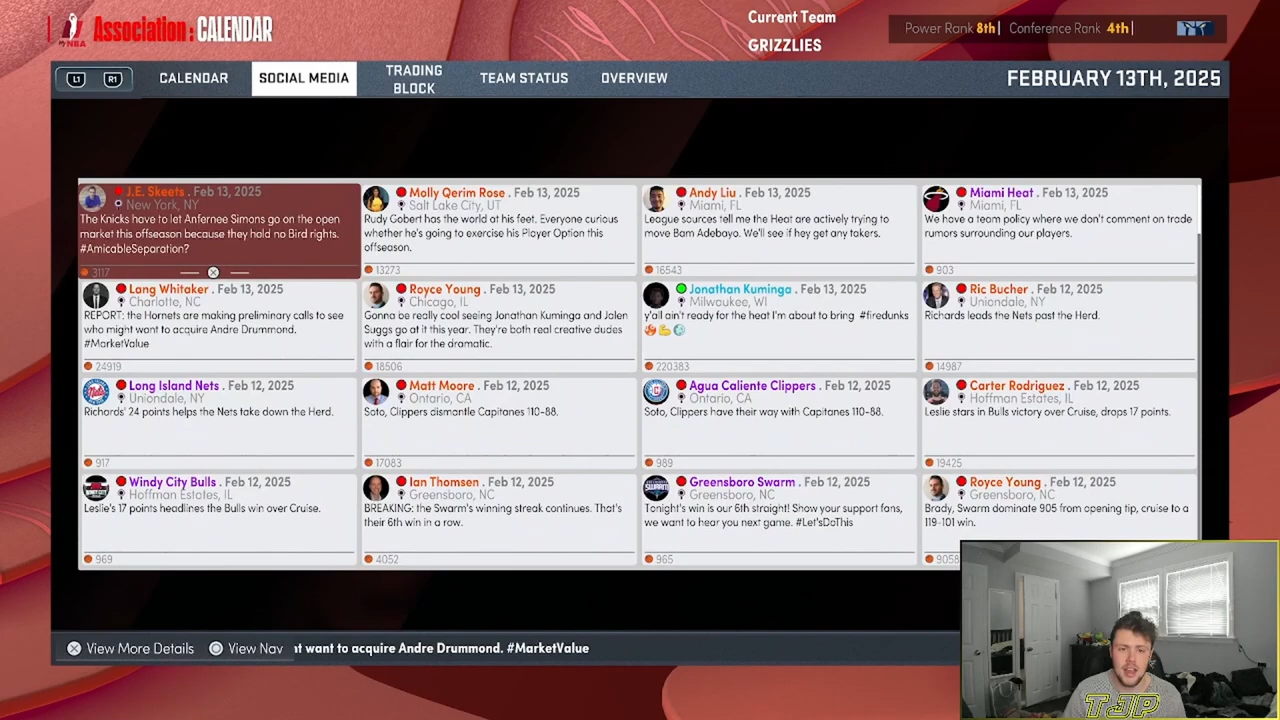 MyNBA
Association: CALENDAR
Current Team
GRIZZLIES
Power Rank 8th| Conference Rank 4th|
L1 R1 CALENDAR SOCIAL MEDIA TRADING BLOCK TEAM STATUS OVERVIEW FEBRUARY 13TH, 2025
J.E. Skeets . Feb 13, 2025
New York, NY
The Knicks have to let Anfernee Simons go on the open
market this offseason because they hold no Bird rights.
#AmicableSeparation?
3117
Molly Qerim Rose . Feb 13, 2025
Salt Lake City, UT
Rudy Gobert has the world at his feet. Everyone curious
whether he's going to exercise his Player Option this
offseason.
13273
Andy Liu . Feb 13, 2025
Miami, FL
League sources tell me the Heat are actively trying to
move Bam Adebayo. We'll see if hey get any takers.
16543
Miami Heat . Feb 13, 2025
Miami, FL
We have a team policy where we don't comment on trade
rumors surrounding our players.
903
Lang Whitaker . Feb 13, 2025
Charlotte, NC
REPORT: the Hornets are making preliminary calls to see
who might want to acquire Andre Drummond.
#MarketValue
24919
Royce Young . Feb 13, 2025
Chicago, IL
Gonna be really cool seeing Jonathan Kuminga and Jalen
Suggs go at it this year. They're both real creative dudes
with a flair for the dramatic.
18506
Jonathan Kuminga . Feb 13, 2025
Milwaukee, WI
y'all ain't ready for the heat I'm about to bring #firedunks
220383
Ric Bucher . Feb 12, 2025
Uniondale, NY
Richards leads the Nets past the Herd.
14987
Long Island Nets . Feb 12, 2025
Uniondale, NY
Richards' 24 points helps the Nets take down the Herd.
917
Matt Moore . Feb 12, 2025
Ontario, CA
Soto, Clippers dismantle Capitanes 110-88.
17083
Agua Caliente Clippers . Feb 12, 2025
Ontario, CA
Soto, Clippers have their way with Capitanes 110-88.
989
Carter Rodriguez . Feb 12, 2025
Hoffman Estates, IL
Leslie stars in Bulls victory over Cruise, drops 17 points.
19425
Windy City Bulls . Feb 12, 2025
Hoffman Estates, IL
Leslie's 17 points headlines the Bulls win over Cruise.
969
Ian Thomsen . Feb 12, 2025
Greensboro, NC
BREAKING: the Swarm's winning streak continues. That's
their 6th win in a row.
4052
Greensboro Swarm . Feb 12, 2025
Greensboro, NC
Tonight's win is our 6th straight! Show your support fans,
we want to hear you next game. #Let'sDoThis
965
Royce Young . Feb 12, 2025
Greensboro, NC
Brady, Swarm dominate 905 from opening tip, cruise to a
119-101 win.
9058
View More Details View Nav nt want to acquire Andre Drummond. #MarketValue
TJP